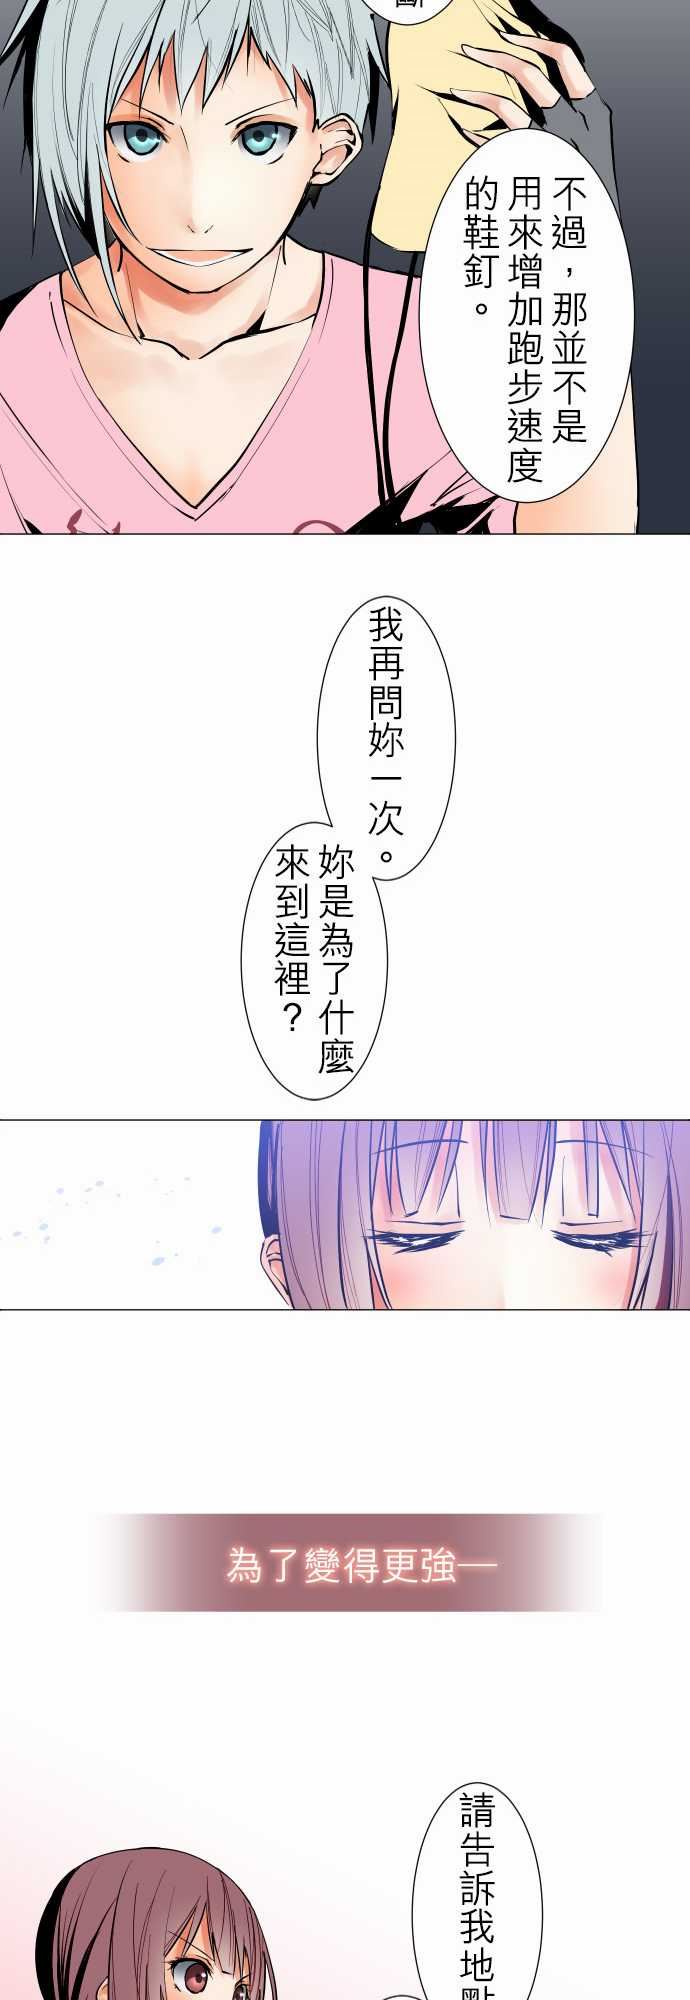 不過，那並不是
用來增加跑步速度
的鞋釘。
我再問妳一次。
妳是為了什麼
來到這裡？
為了變得更強—
請告訴我地點